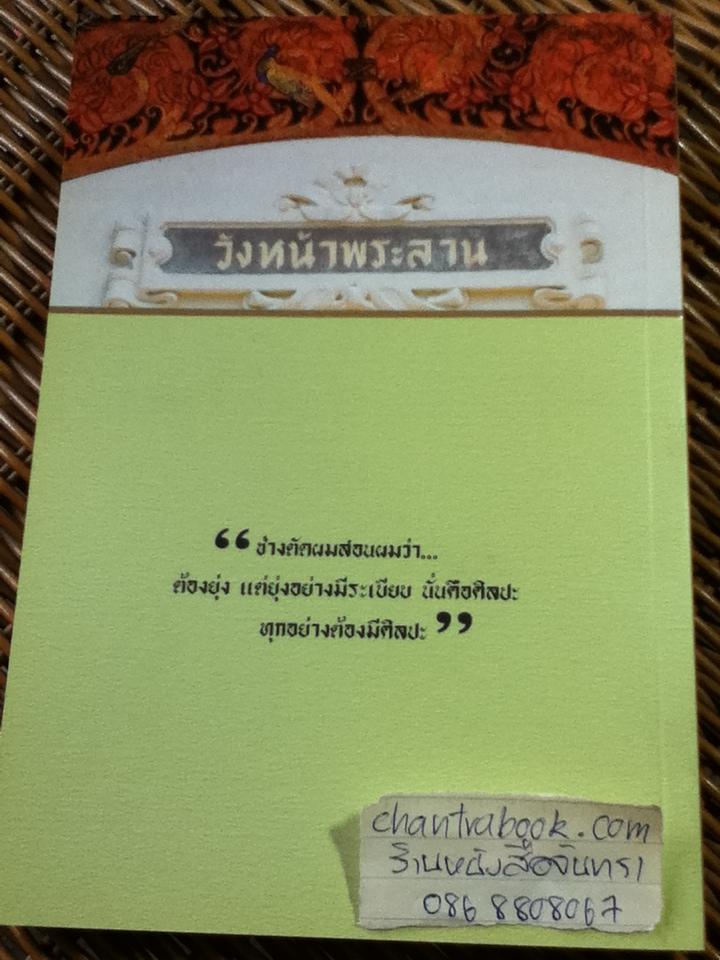 วังหน้าพระลาน
“ช่างตัดผมสอนผมว่า...
ต้องยุ่ง แต่ยุ่งอย่างมีระเบียบ นั่นคือศิลปะ
ทุกอย่างต้องมีศิลปะ”
chantrabook.com
ร้านหนังสือจันทรา
086 8808067